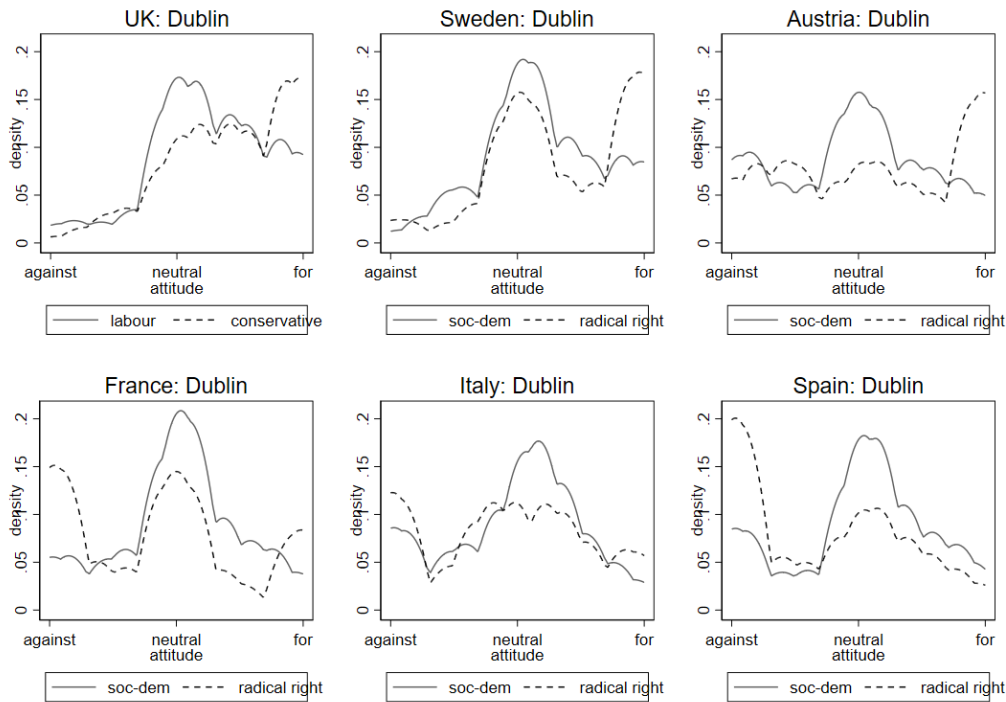 UK: Dublin
density
0 .05 .1 .15 .2
against neutral for
attitude
labour conservative
Sweden: Dublin
density
0 .05 .1 .15 .2
against neutral for
attitude
soc-dem radical right
Austria: Dublin
density
0 .05 .1 .15 .2
against neutral for
attitude
soc-dem radical right
France: Dublin
density
0 .05 .1 .15 .2
against neutral for
attitude
soc-dem radical right
Italy: Dublin
density
0 .05 .1 .15 .2
against neutral for
attitude
soc-dem radical right
Spain: Dublin
density
0 .05 .1 .15 .2
against neutral for
attitude
soc-dem radical right